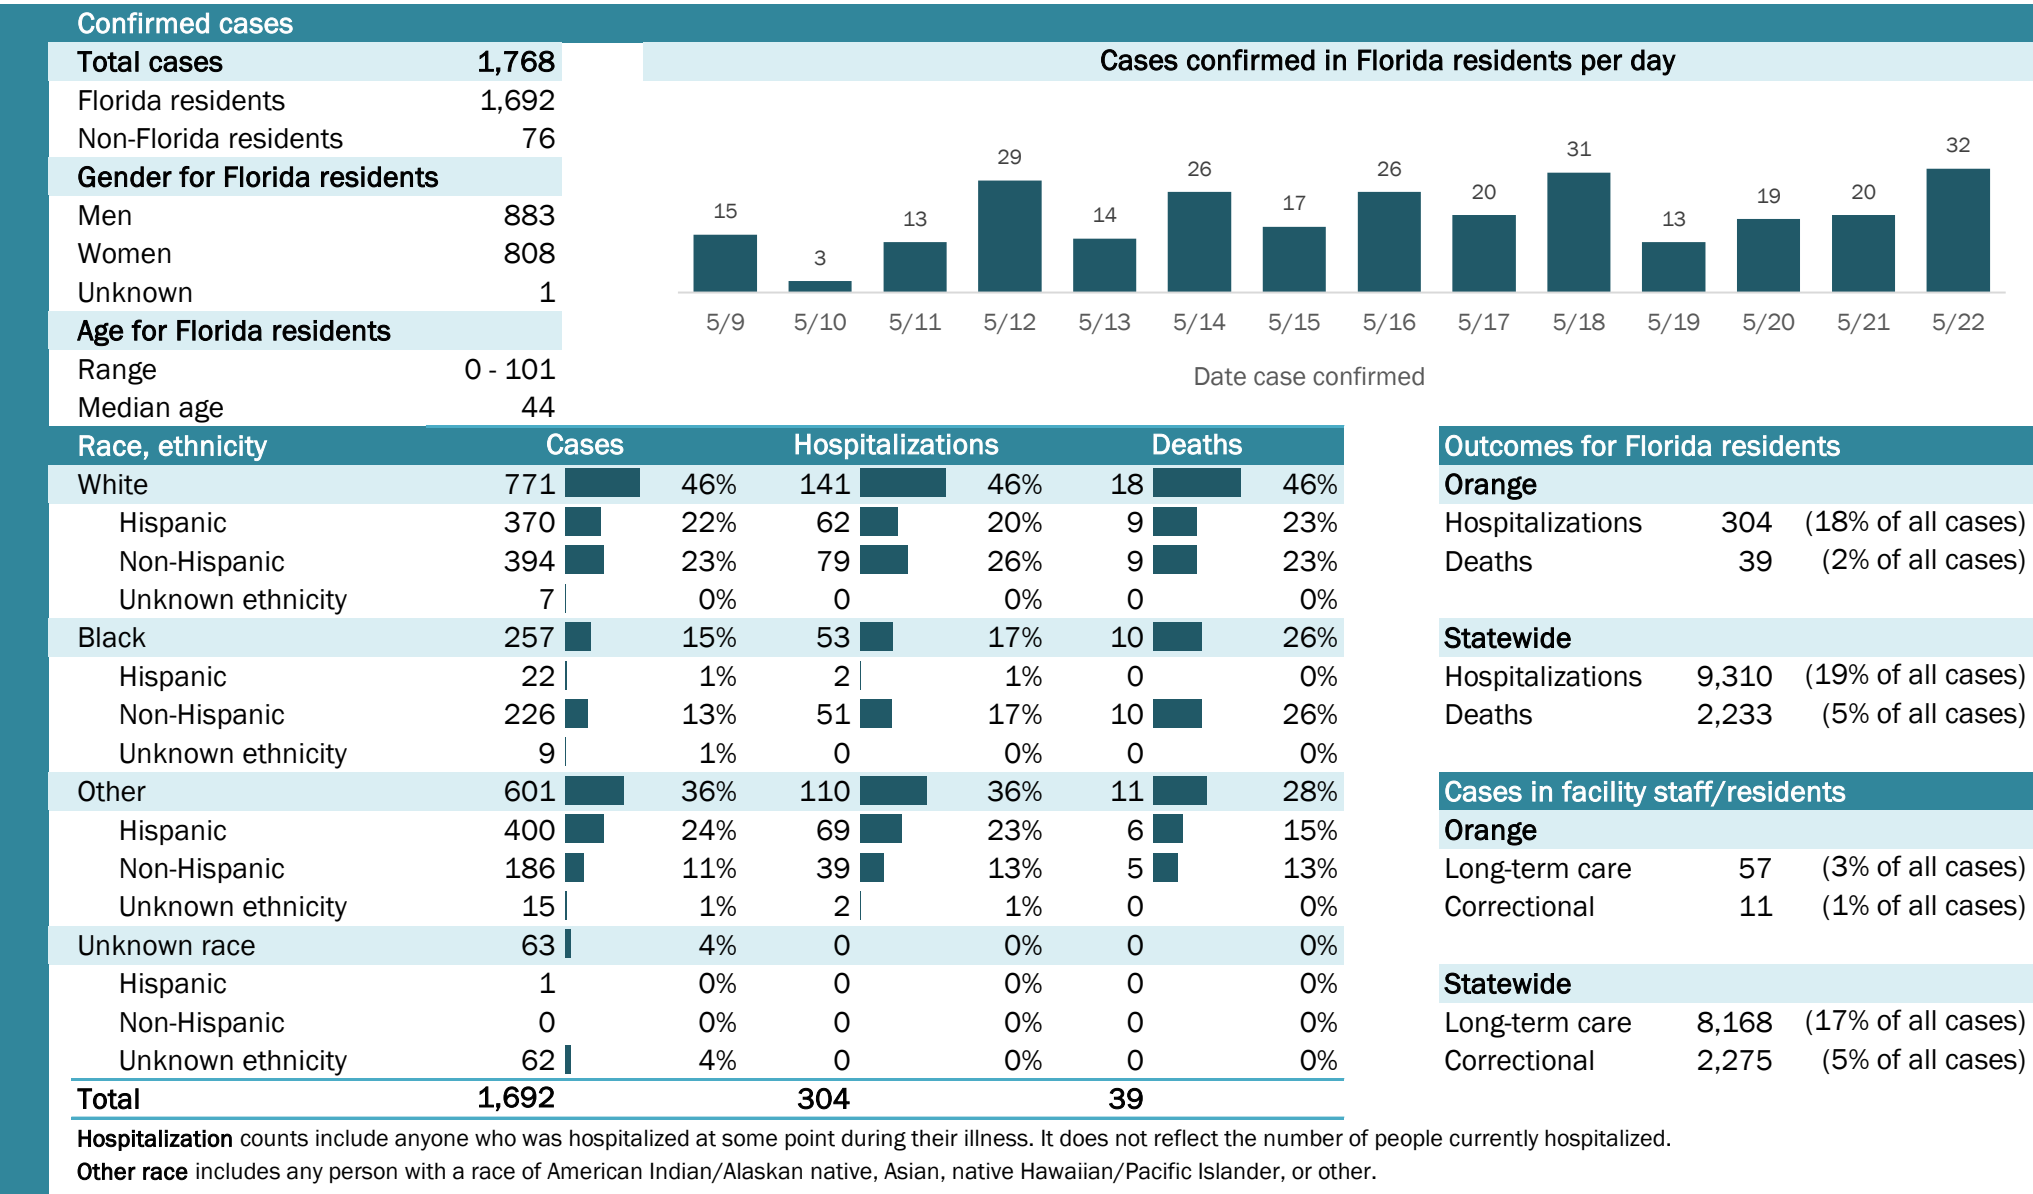 Confirmed cases
Total cases 1,768
Florida residents 1,692
Non-Florida residents 76
Gender for Florida residents
Men 883
Women 808
Unknown 1
Age for Florida residents
Range 0 - 101
Median age 44
Cases confirmed in Florida residents per day
15 3 13 29 14 26 17 26 20 31 13 19 20 32
5/9 5/10 5/11 5/12 5/13 5/14 5/15 5/16 5/17 5/18 5/19 5/20 5/21 5/22
Date case confirmed
Race, ethnicity Cases Hospitalizations Deaths
White 771 46% 141 46% 18 46%
Hispanic 370 22% 62 20% 9 23%
Non-Hispanic 394 23% 79 26% 9 23%
Unknown ethnicity 7 0% 0 0% 0 0%
Black 257 15% 53 17% 10 26%
Hispanic 22 1% 2 1% 0 0%
Non-Hispanic 226 13% 51 17% 10 26%
Unknown ethnicity 9 1% 0 0% 0 0%
Other 601 36% 110 36% 11 28%
Hispanic 400 24% 69 23% 6 15%
Non-Hispanic 186 11% 39 13% 5 13%
Unknown ethnicity 15 1% 2 1% 0 0%
Unknown race 63 4% 0 0% 0 0%
Hispanic 1 0% 0 0% 0 0%
Non-Hispanic 0 0% 0 0% 0 0%
Unknown ethnicity 62 4% 0 0% 0 0%
Total 1,692 304 39
Outcomes for Florida residents
Orange
Hospitalizations 304 (18% of all cases)
Deaths 39 (2% of all cases)
Statewide
Hospitalizations 9,310 (19% of all cases)
Deaths 2,233 (5% of all cases)
Cases in facility staff/residents
Orange
Long-term care 57 (3% of all cases)
Correctional 11 (1% of all cases)
Statewide
Long-term care 8,168 (17% of all cases)
Correctional 2,275 (5% of all cases)
Hospitalization counts include anyone who was hospitalized at some point during their illness. It does not reflect the number of people currently hospitalized.
Other race includes any person with a race of American Indian/Alaskan native, Asian, native Hawaiian/Pacific Islander, or other.